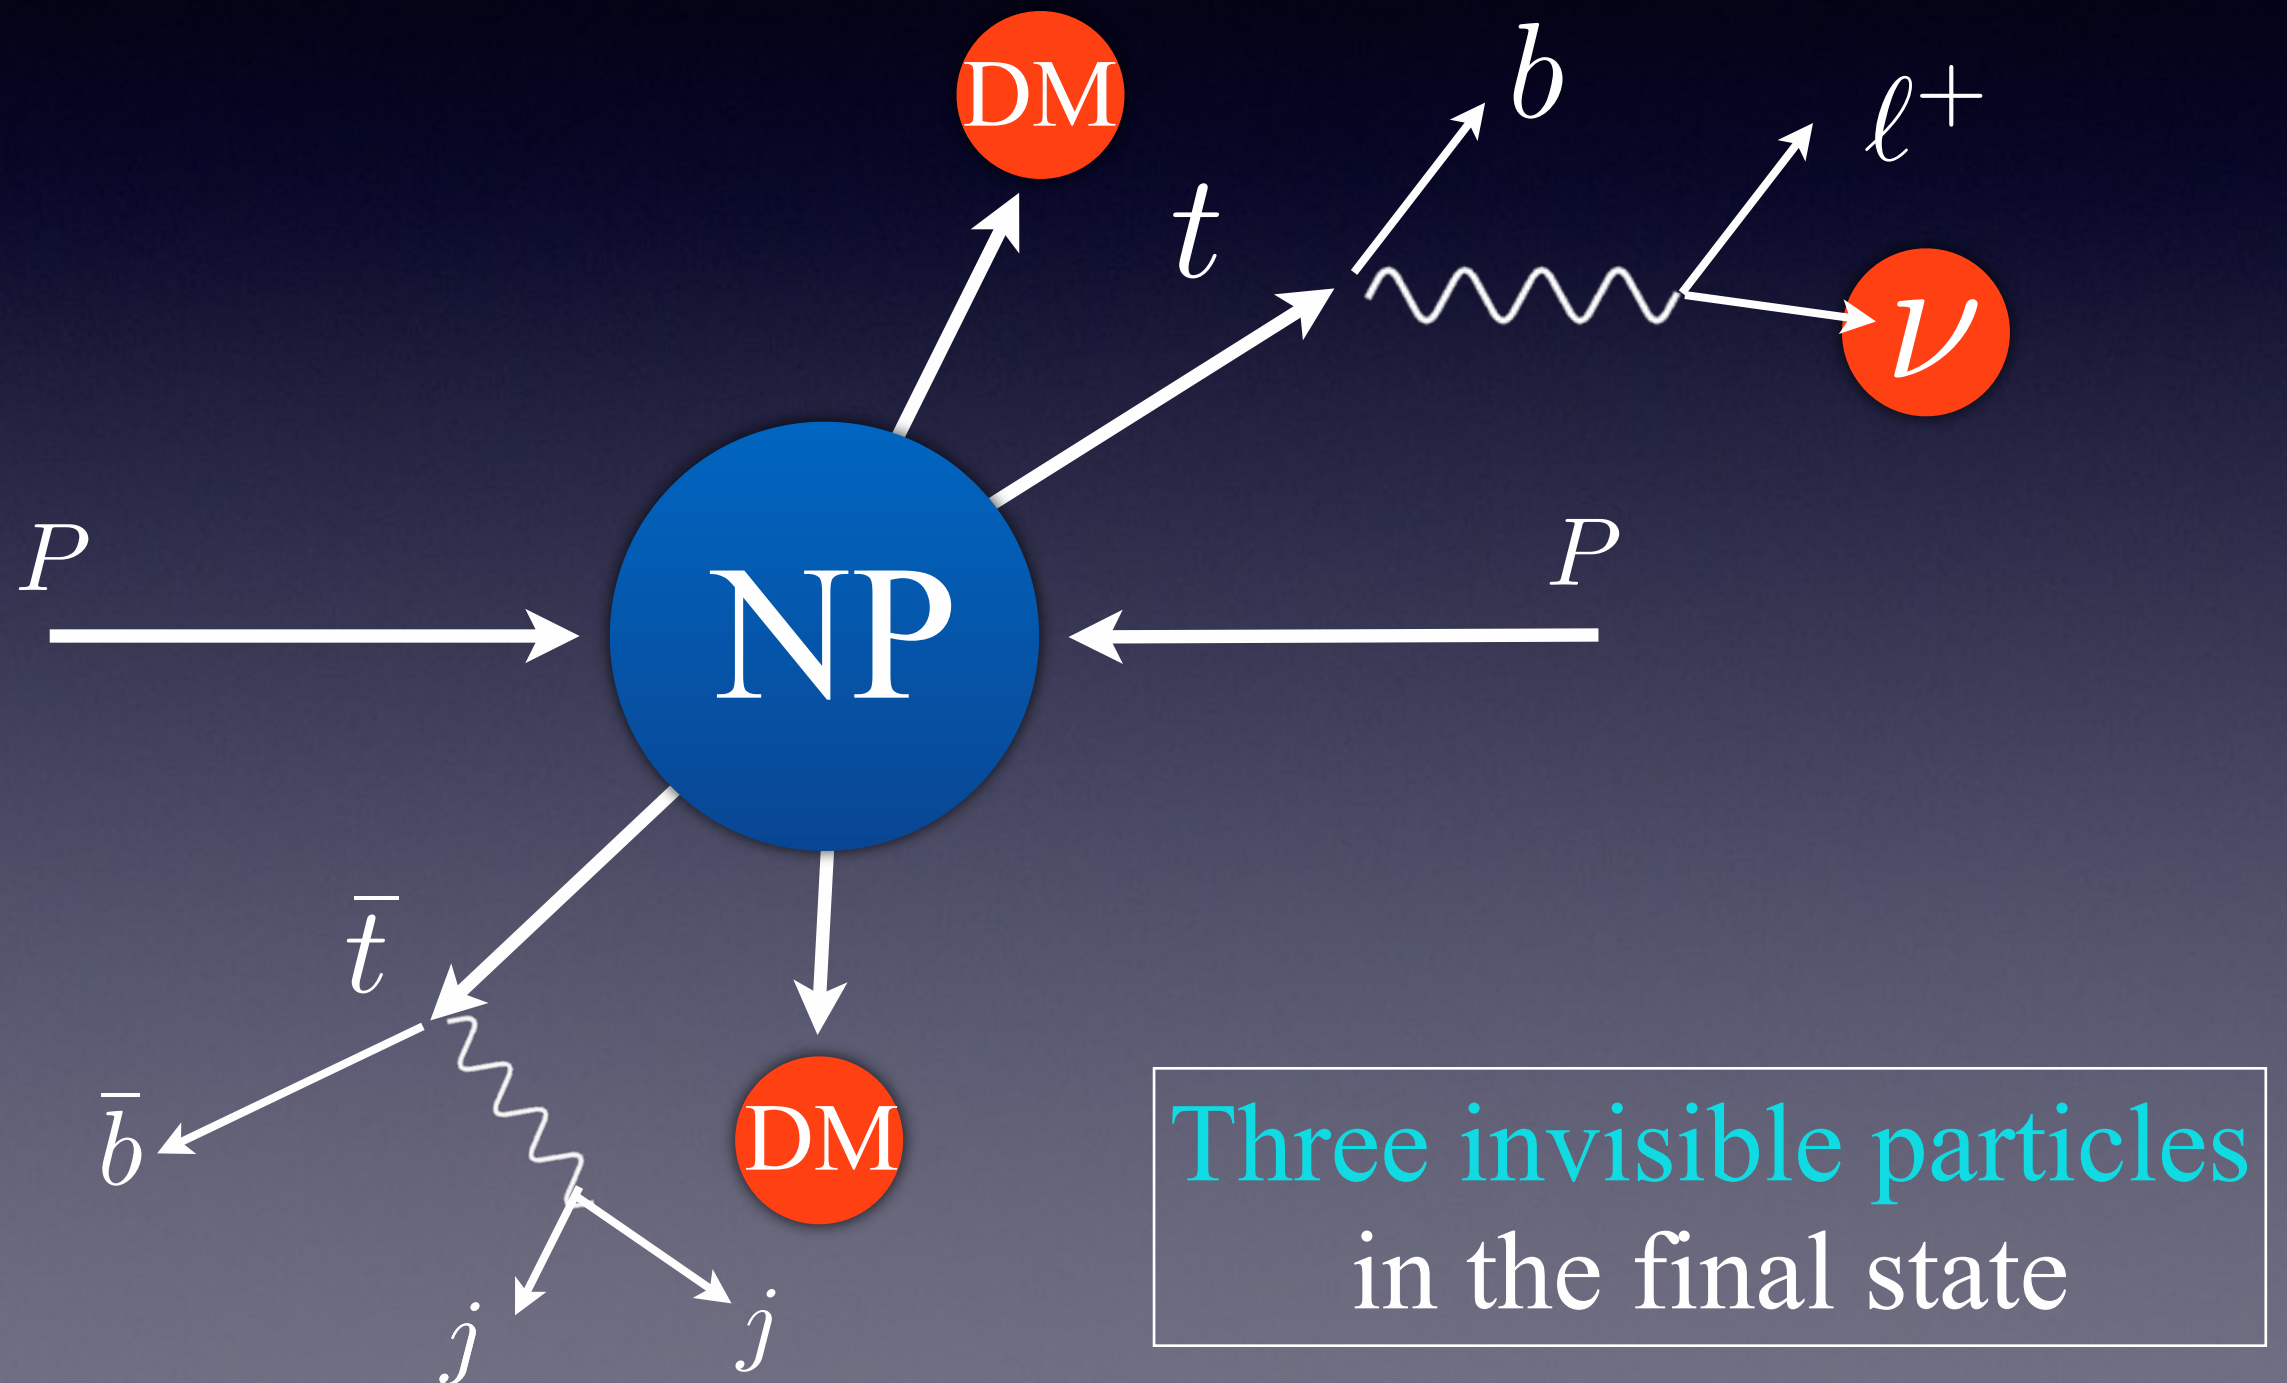 DM
b
ℓ⁺
t
ν
P
P
NP
t̄
b̄
DM
j
j
Three invisible particles
in the final state